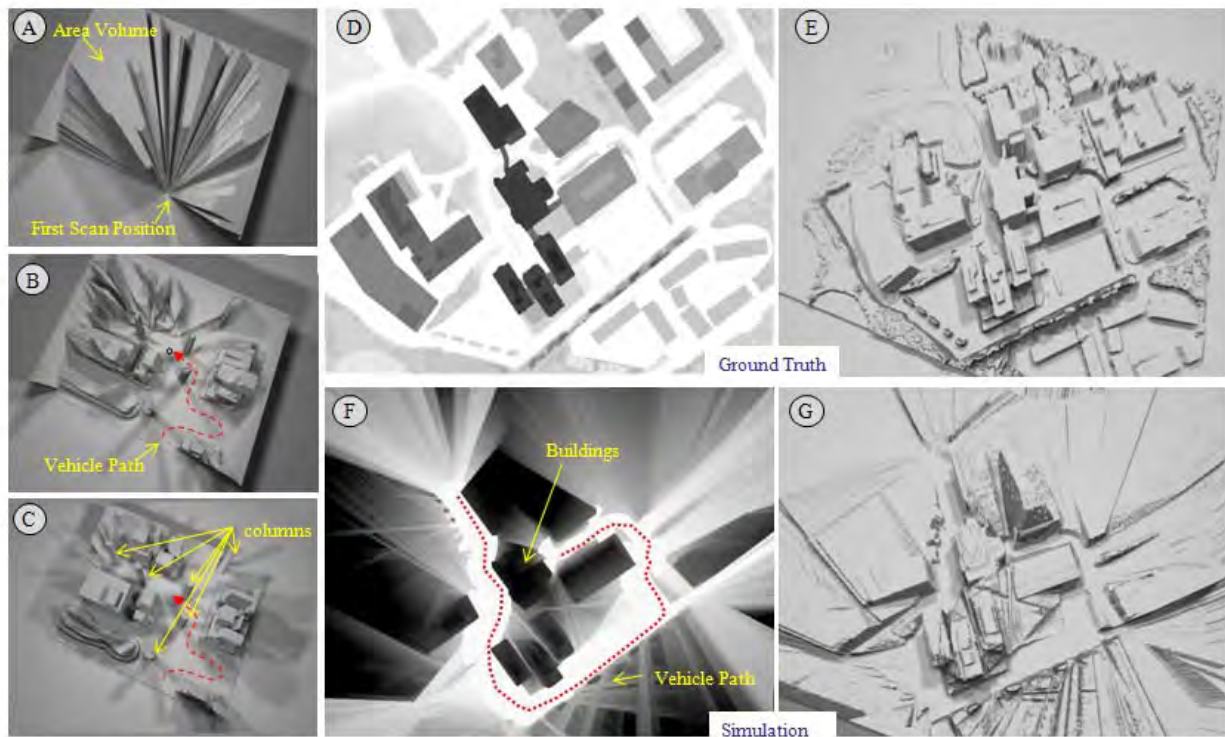 A
Area Volume
First Scan Position
B
Vehicle Path
C
columns
D
E
Ground Truth
F
Buildings
Vehicle Path
G
Simulation